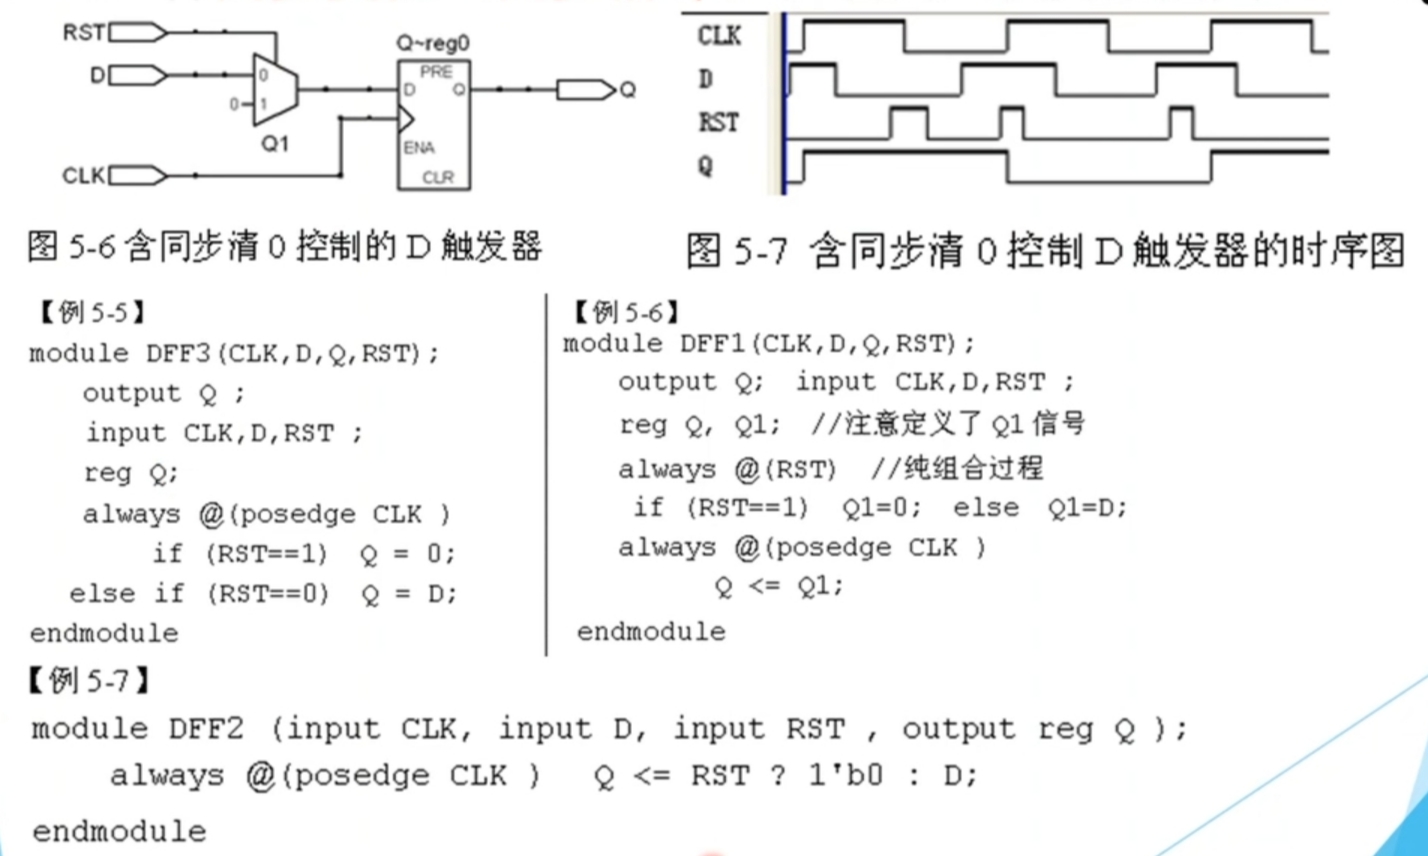 RST
D
0
0
1
Q1
CLK
Q~reg0
PRE
D
Q
ENA
CLR
Q
CLK
D
RST
Q
图 5-6 含同步清 0 控制的 D 触发器
图 5-7 含同步清 0 控制 D 触发器的时序图
【例 5-5】
module DFF3(CLK,D,Q,RST);
output Q ;
input CLK,D,RST ;
reg Q;
always @(posedge CLK )
if (RST==1) Q = 0;
else if (RST==0) Q = D;
endmodule
【例 5-6】
module DFF1(CLK,D,Q,RST);
output Q; input CLK,D,RST ;
reg Q, Q1; //注意定义了 Q1 信号
always @(RST) //纯组合过程
if (RST==1) Q1=0; else Q1=D;
always @(posedge CLK )
Q <= Q1;
endmodule
【例 5-7】
module DFF2 (input CLK, input D, input RST , output reg Q );
always @(posedge CLK ) Q <= RST ? 1'b0 : D;
endmodule